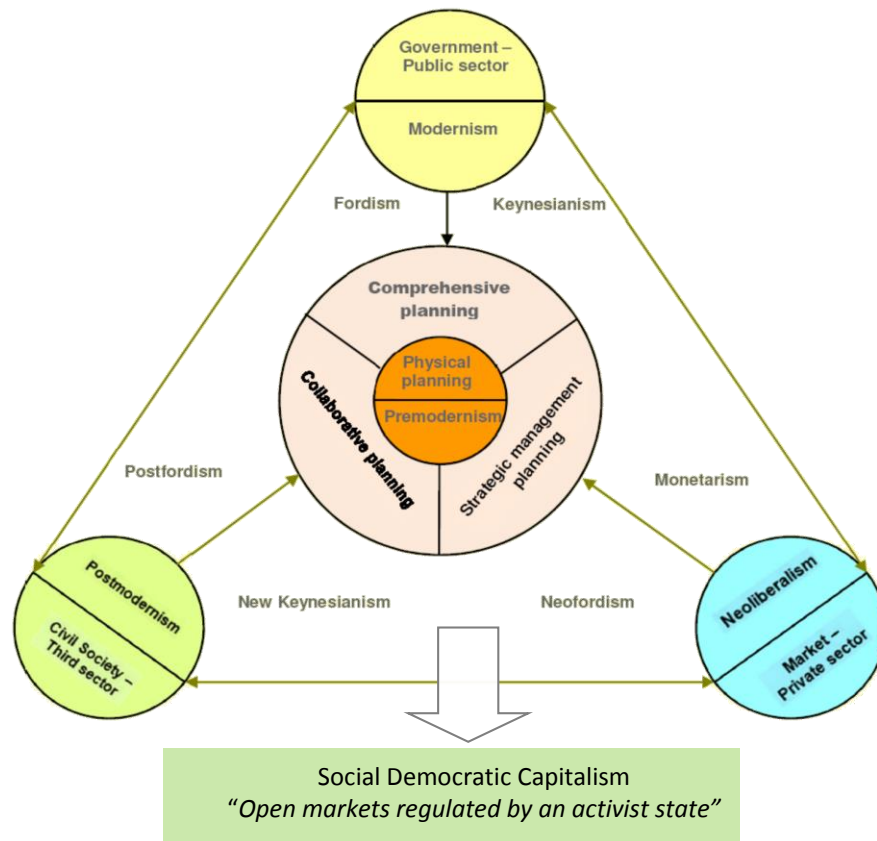 Government –
Public sector
Modernism
Fordism
Keynesianism
Comprehensive
planning
Physical
planning
Premodernism
Collaborative planning
Strategic management
planning
Postfordism
Monetarism
Postmodernism
Civil Society –
Third sector
New Keynesianism
Neofordism
Neoliberalism
Market –
Private sector
Social Democratic Capitalism
“Open markets regulated by an activist state”